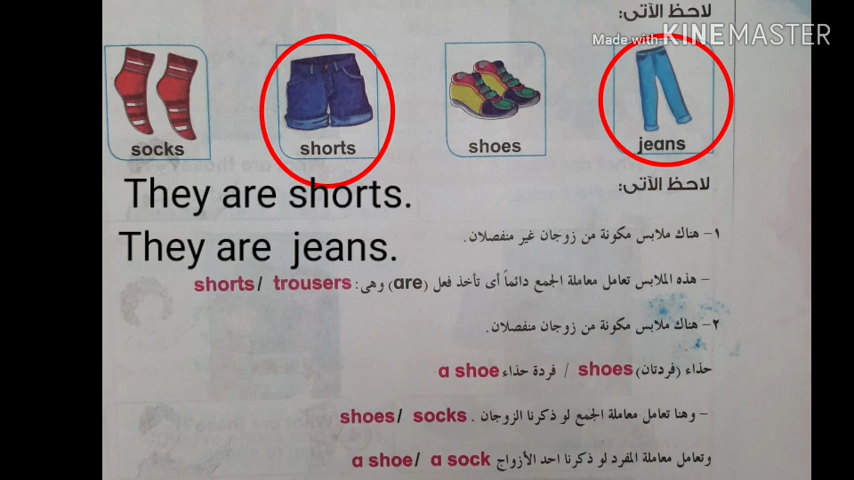 لاحظ الآتى:
Made with KINEMASTER
socks shorts shoes jeans
They are shorts.
They are jeans.
لاحظ الآتى:
١- هناك ملابس مكونة من زوجان غير منفصلان.
- هذه الملابس تعامل معاملة الجمع دائماً أى تأخذ فعل (are) وهى: shorts / trousers
٢- هناك ملابس مكونة من زوجان منفصلان.
حذاء (فردتان) shoes / فردة حذاء a shoe
- وهنا تعامل معاملة الجمع لو ذكرنا الزوجان . shoes / socks
وتعامل معاملة المفرد لو ذكرنا احد الأزواج a shoe / a sock